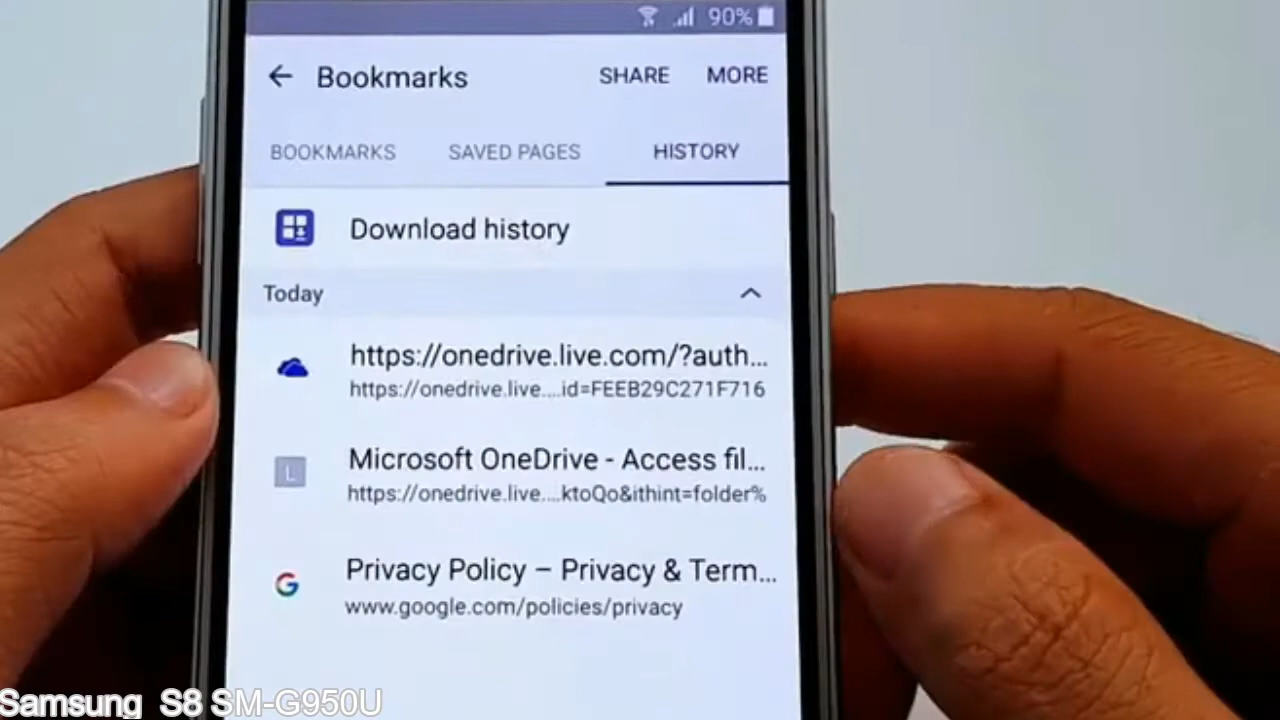 90%
Bookmarks SHARE MORE
BOOKMARKS SAVED PAGES HISTORY
Download history
Today
https://onedrive.live.com/?auth...
https://onedrive.live....id=FEEB29C271F716
L
Microsoft OneDrive - Access fil...
https://onedrive.live....ktoQo&ithint=folder%
G
Privacy Policy – Privacy & Term...
www.google.com/policies/privacy
Samsung S8 SM-G950U